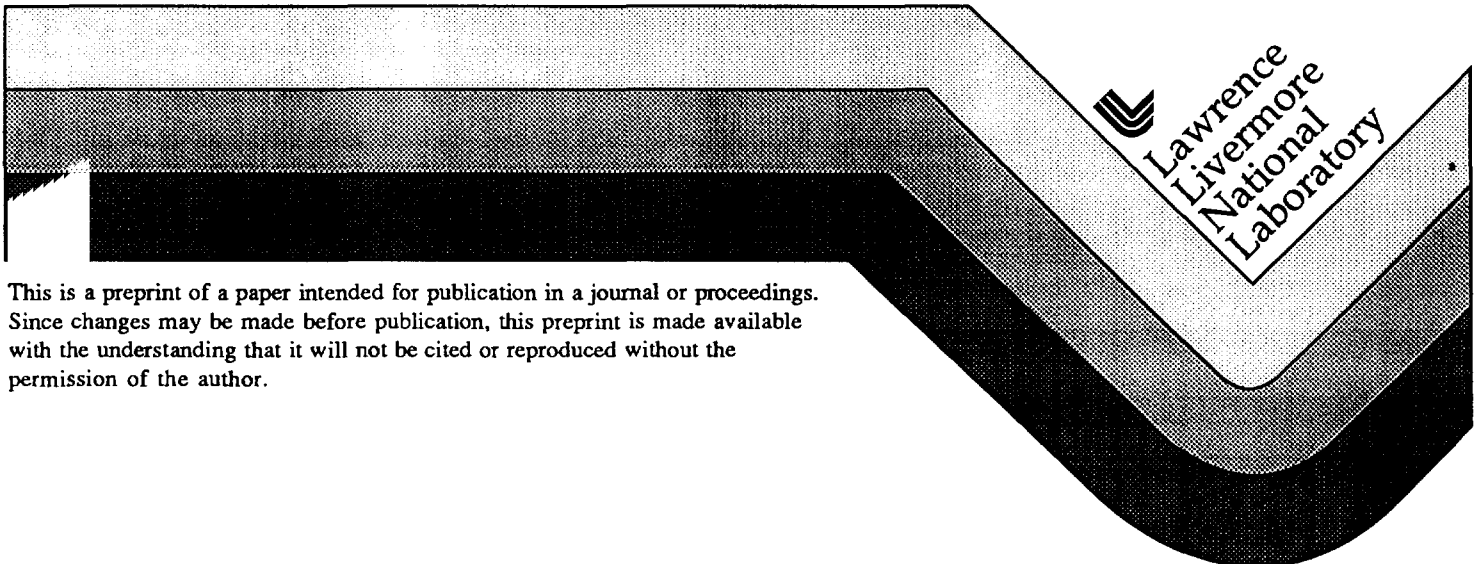 Lawrence
Livermore
National
Laboratory
This is a preprint of a paper intended for publication in a journal or proceedings.
Since changes may be made before publication, this preprint is made available
with the understanding that it will not be cited or reproduced without the
permission of the author.